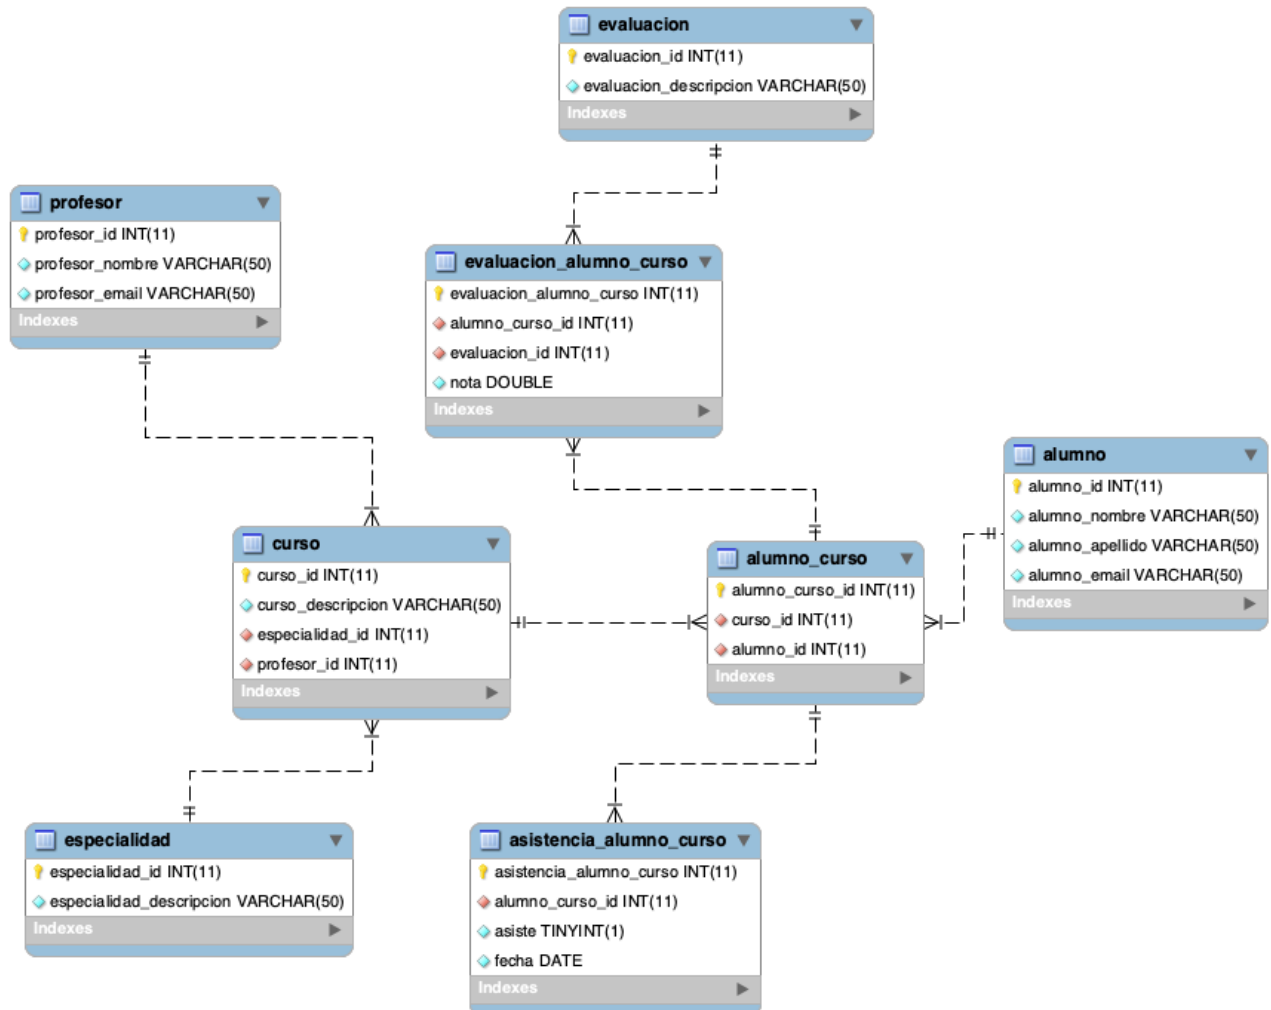 evaluacion
evaluacion_id INT(11)
evaluacion_descripcion VARCHAR(50)
Indexes
profesor
profesor_id INT(11)
profesor_nombre VARCHAR(50)
profesor_email VARCHAR(50)
Indexes
evaluacion_alumno_curso
evaluacion_alumno_curso INT(11)
alumno_curso_id INT(11)
evaluacion_id INT(11)
nota DOUBLE
Indexes
alumno
alumno_id INT(11)
alumno_nombre VARCHAR(50)
alumno_apellido VARCHAR(50)
alumno_email VARCHAR(50)
Indexes
curso
curso_id INT(11)
curso_descripcion VARCHAR(50)
especialidad_id INT(11)
profesor_id INT(11)
Indexes
alumno_curso
alumno_curso_id INT(11)
curso_id INT(11)
alumno_id INT(11)
Indexes
especialidad
especialidad_id INT(11)
especialidad_descripcion VARCHAR(50)
Indexes
asistencia_alumno_curso
asistencia_alumno_curso INT(11)
alumno_curso_id INT(11)
asiste TINYINT(1)
fecha DATE
Indexes